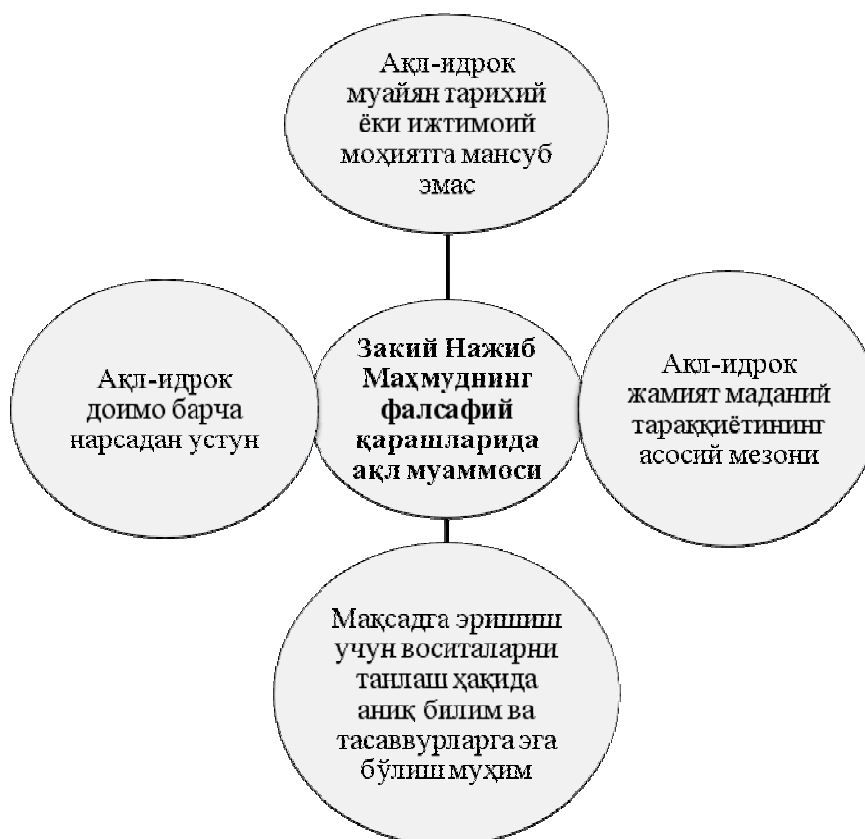 Ақл-идрок
муайян тарихий
ёки ижтимоий
моҳиятга мансуб
эмас
Ақл-идрок
доимо барча
нарсадан устун
Закий Нажиб
Маҳмуднинг
фалсафий
қарашларида
ақл муаммоси
Ақл-идрок
жамият маданий
тараққиётининг
асосий мезони
Мақсадга эришиш
учун воситаларни
танлаш ҳақида
аниқ билим ва
тасаввурларга эга
бўлиш муҳим